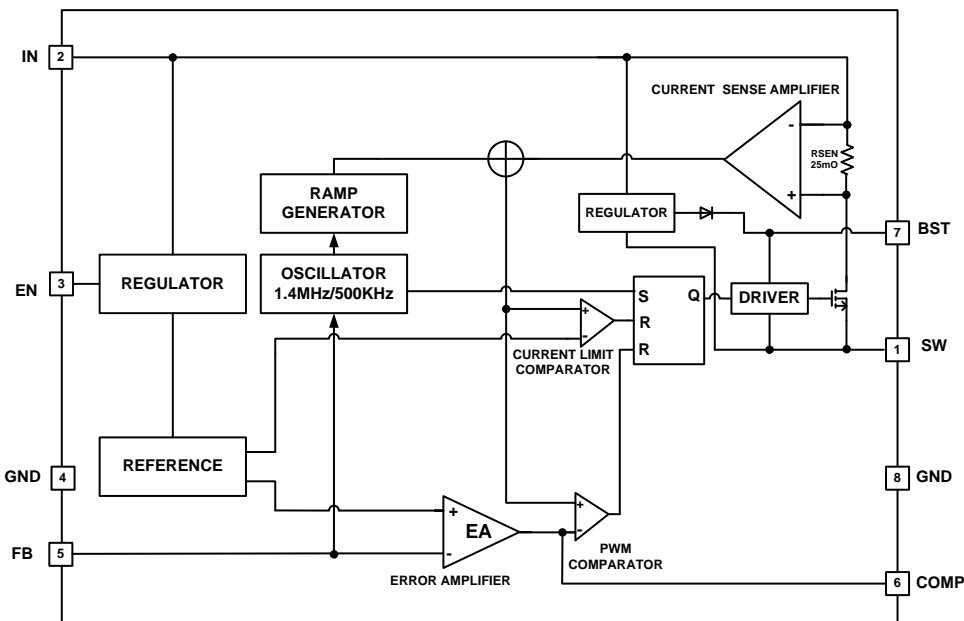 IN
2
CURRENT SENSE AMPLIFIER
-
RSEN
25mO
+
RAMP
GENERATOR
REGULATOR
BST
7
EN
3
REGULATOR
OSCILLATOR
1.4MHz/500KHz
S
Q
R
R
DRIVER
+
-
CURRENT LIMIT
COMPARATOR
SW
1
REFERENCE
GND
4
8
GND
+
EA
-
ERROR AMPLIFIER
+
-
PWM
COMPARATOR
FB
5
6
COMP